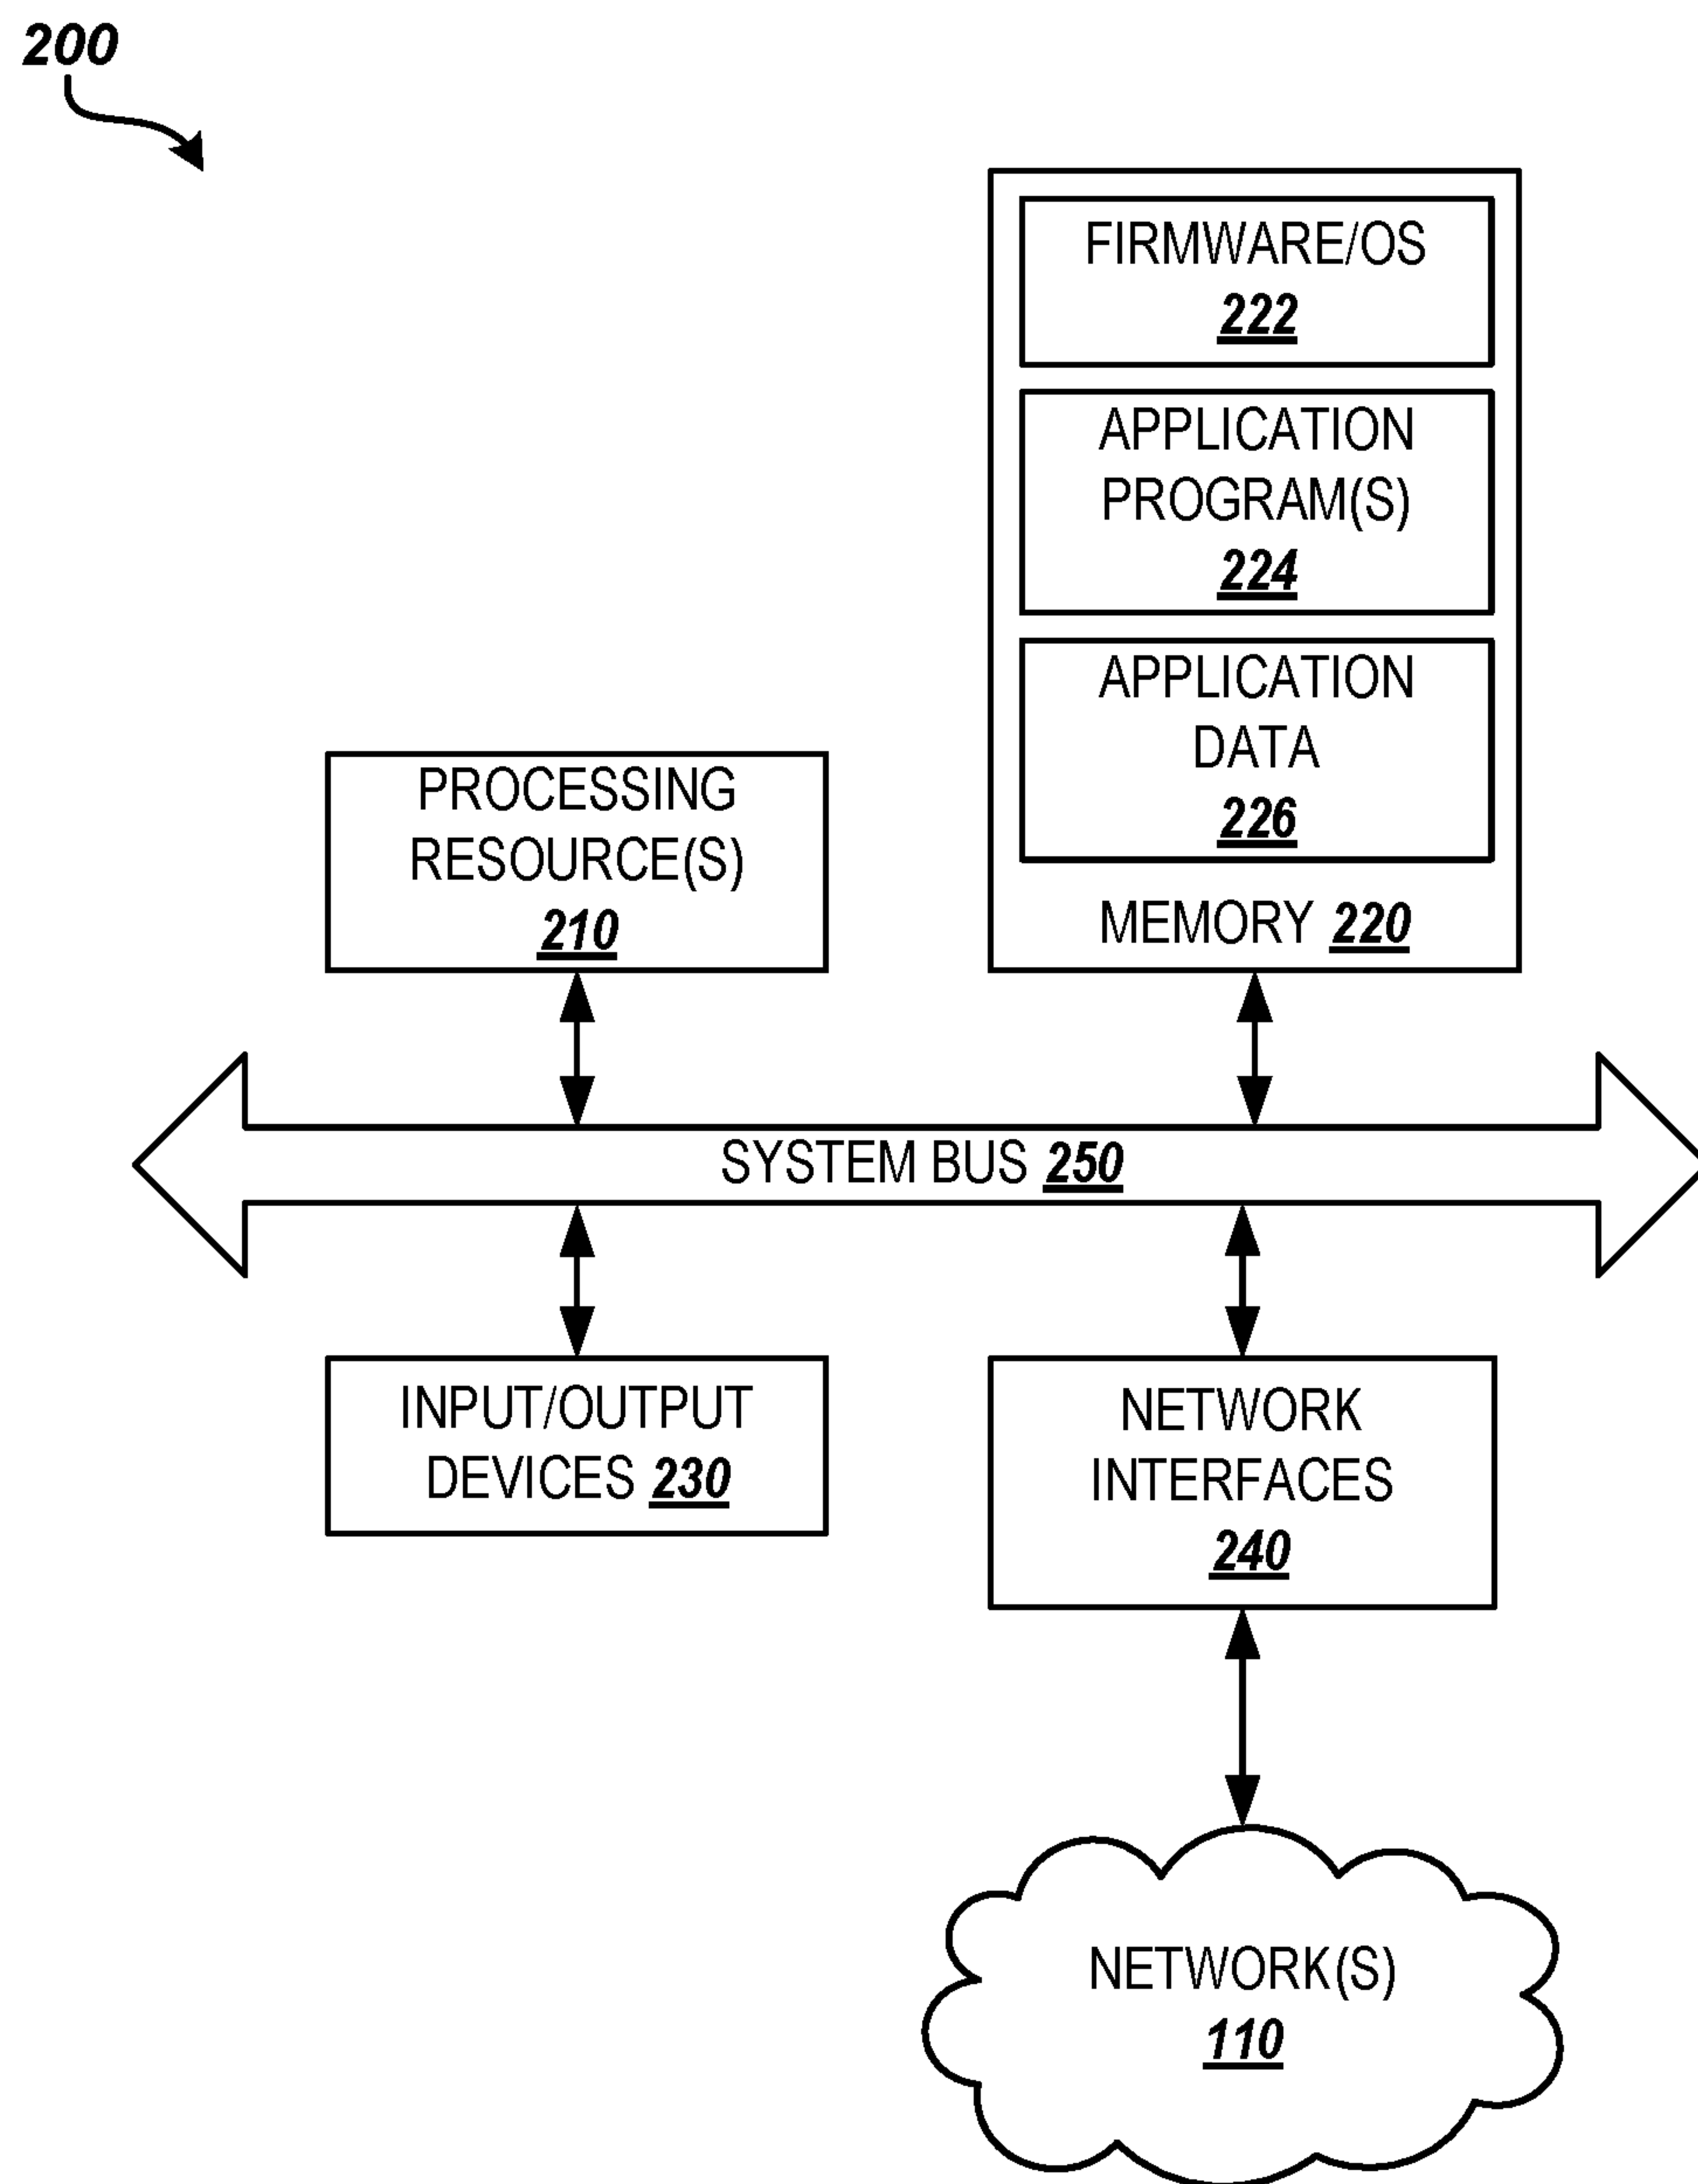 200
FIRMWARE/OS
222
APPLICATION
PROGRAM(S)
224
APPLICATION
DATA
226
MEMORY 220
PROCESSING
RESOURCE(S)
210
SYSTEM BUS 250
INPUT/OUTPUT
DEVICES 230
NETWORK
INTERFACES
240
NETWORK(S)
110